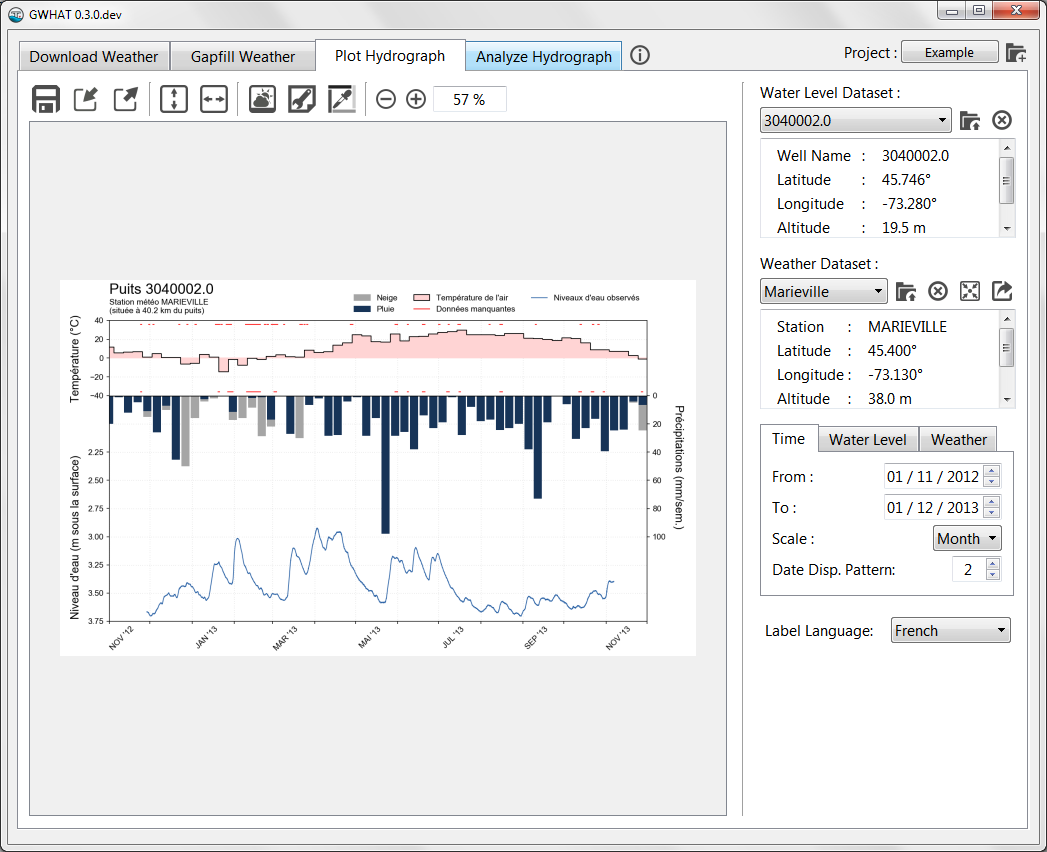 GWHAT 0.3.0.dev
Download Weather
Gapfill Weather
Plot Hydrograph
Analyze Hydrograph
Project :
Example
57 %
Puits 3040002.0
Station météo MARIEVILLE
(située à 40.2 km du puits)
Neige
Pluie
Température de l'air
Données manquantes
Niveaux d'eau observés
Température (°C)
40
20
0
−20
−40
Niveau d'eau (m sous la surface)
2.25
2.50
2.75
3.00
3.25
3.50
3.75
0
20
40
60
80
100
Précipitations (mm/sem.)
NOV '12
JAN '13
MAR '13
MAI '13
JUL '13
SEP '13
NOV '13
Water Level Dataset :
3040002.0
Well Name : 3040002.0
Latitude : 45.746°
Longitude : -73.280°
Altitude : 19.5 m
Weather Dataset :
Marieville
Station : MARIEVILLE
Latitude : 45.400°
Longitude : -73.130°
Altitude : 38.0 m
Time
Water Level
Weather
From : 01 / 11 / 2012
To : 01 / 12 / 2013
Scale : Month
Date Disp. Pattern: 2
Label Language: French